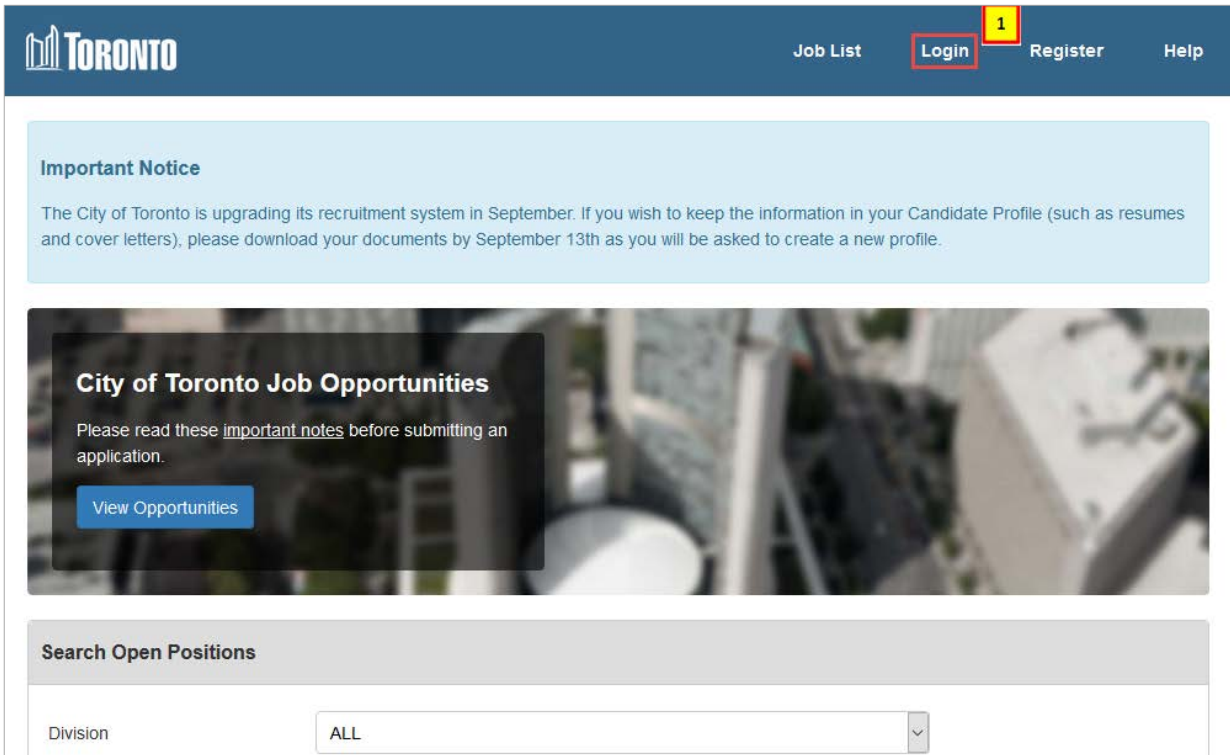 TORONTO
Job List Login 1 Register Help
Important Notice
The City of Toronto is upgrading its recruitment system in September. If you wish to keep the information in your Candidate Profile (such as resumes
and cover letters), please download your documents by September 13th as you will be asked to create a new profile.
City of Toronto Job Opportunities
Please read these important notes before submitting an
application.
View Opportunities
Search Open Positions
Division ALL